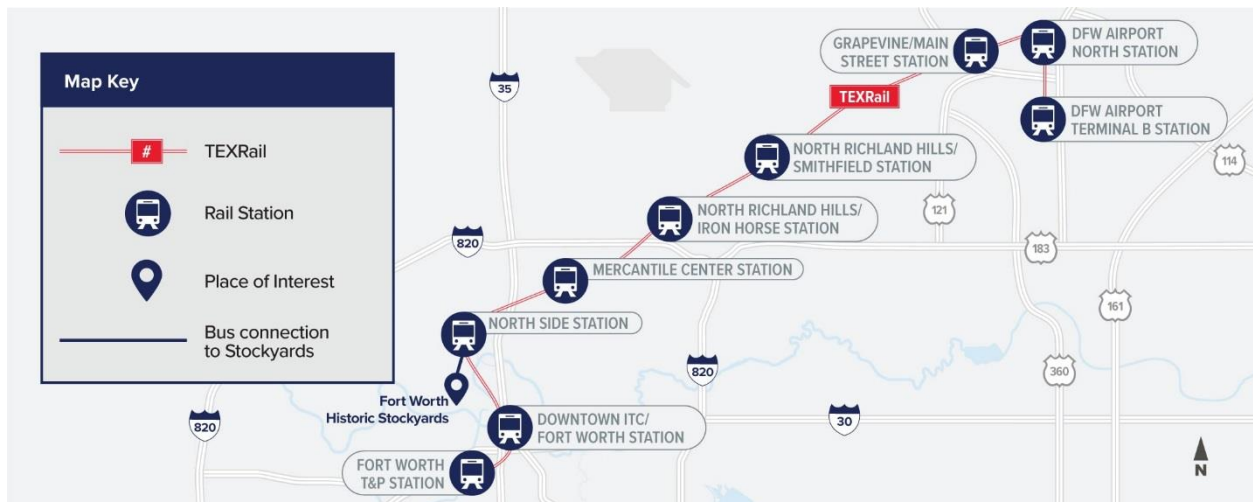 Map Key
#
TEXRail
Rail Station
Place of Interest
Bus connection
to Stockyards
GRAPEVINE/MAIN
STREET STATION
DFW AIRPORT
NORTH STATION
TEXRail
DFW AIRPORT
TERMINAL B STATION
35
NORTH RICHLAND HILLS/
SMITHFIELD STATION
114
121
NORTH RICHLAND HILLS/
IRON HORSE STATION
820
183
MERCANTILE CENTER STATION
161
NORTH SIDE STATION
820
360
Fort Worth
Historic Stockyards
820
DOWNTOWN ITC/
FORT WORTH STATION
30
FORT WORTH
T&P STATION
N